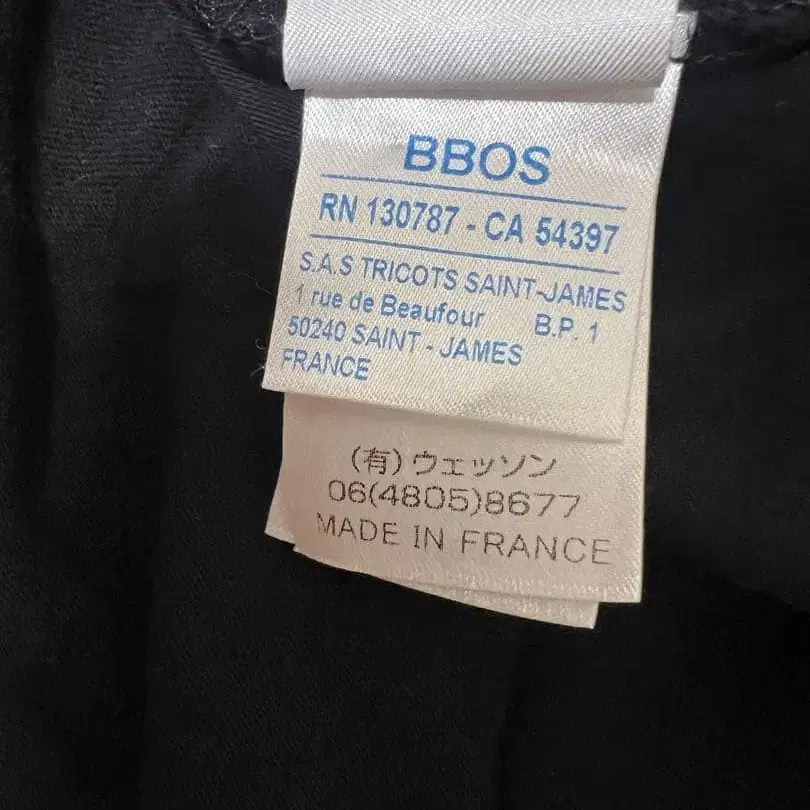 BBOS
RN 130787 - CA 54397
S.A.S TRICOTS SAINT-JAMES
1 rue de Beaufour B.P. 1
50240 SAINT - JAMES
FRANCE
(有)ウェッソン
06(4805)8677
MADE IN FRANCE